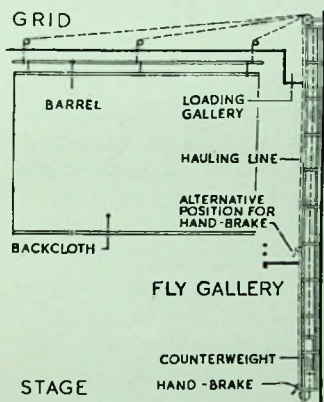 GRID
BARREL
LOADING
GALLERY
HAULING LINE
ALTERNATIVE
POSITION FOR
HAND-BRAKE
BACKCLOTH
FLY GALLERY
COUNTERWEIGHT
STAGE
HAND-BRAKE